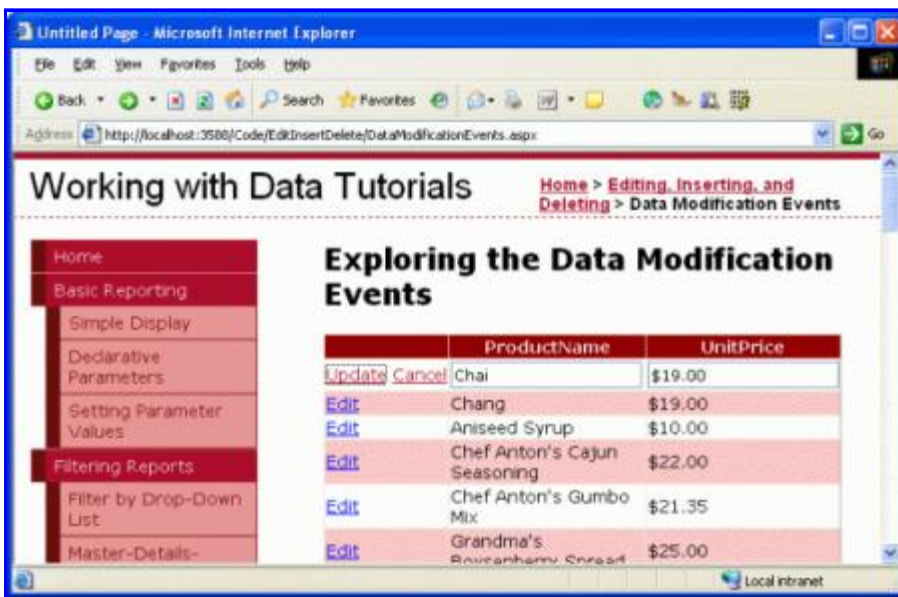 Untitled Page - Microsoft Internet Explorer
File Edit View Favorites Tools Help
Back Search Favorites
Address http://localhost:3588/Code/EditInsertDelete/DataModificationEvents.aspx Go
Working with Data Tutorials
Home > Editing, Inserting, and
Deleting > Data Modification Events
Home
Basic Reporting
Simple Display
Declarative
Parameters
Setting Parameter
Values
Filtering Reports
Filter by Drop-Down
List
Master-Details-
Exploring the Data Modification
Events
ProductName UnitPrice
Update Cancel Chai $19.00
Edit Chang $19.00
Edit Aniseed Syrup $10.00
Edit Chef Anton's Cajun
Seasoning $22.00
Edit Chef Anton's Gumbo
Mix $21.35
Edit Grandma's
Boysenberry Spread $25.00
Local intranet